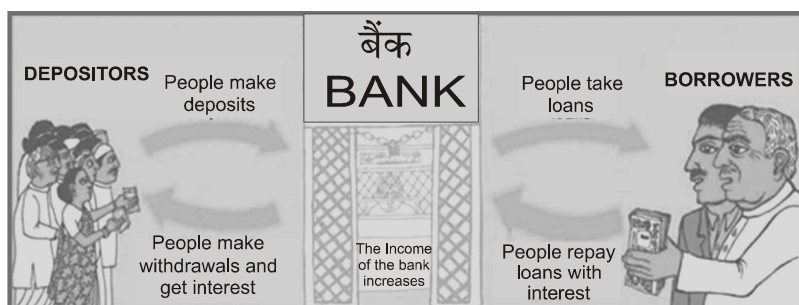 DEPOSITORS
People make
deposits
बैंक
BANK
People take
loans
BORROWERS
People make
withdrawals and
get interest
The Income
of the bank
increases
People repay
loans with
interest